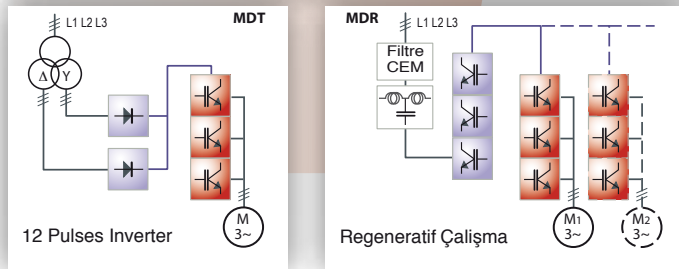 L1 L2 L3
MDT
Δ
Y
M
3~
12 Pulses Inverter
MDR
L1 L2 L3
Filtre
CEM
M1
3~
M2
3~
Regeneratif Çalişma